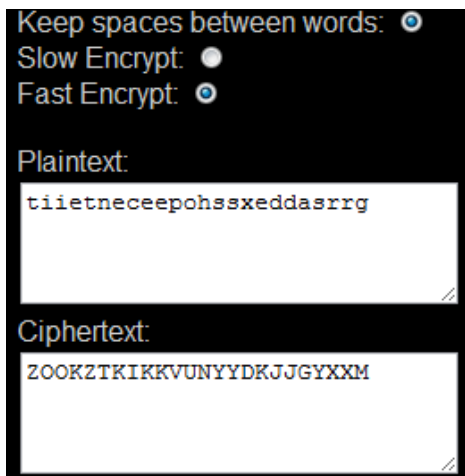 Keep spaces between words:
Slow Encrypt:
Fast Encrypt:
Plaintext:
tiietneceepohssxeddasrrg
Ciphertext:
ZOOKZTKIKKVUNYYDKJJGYXXM